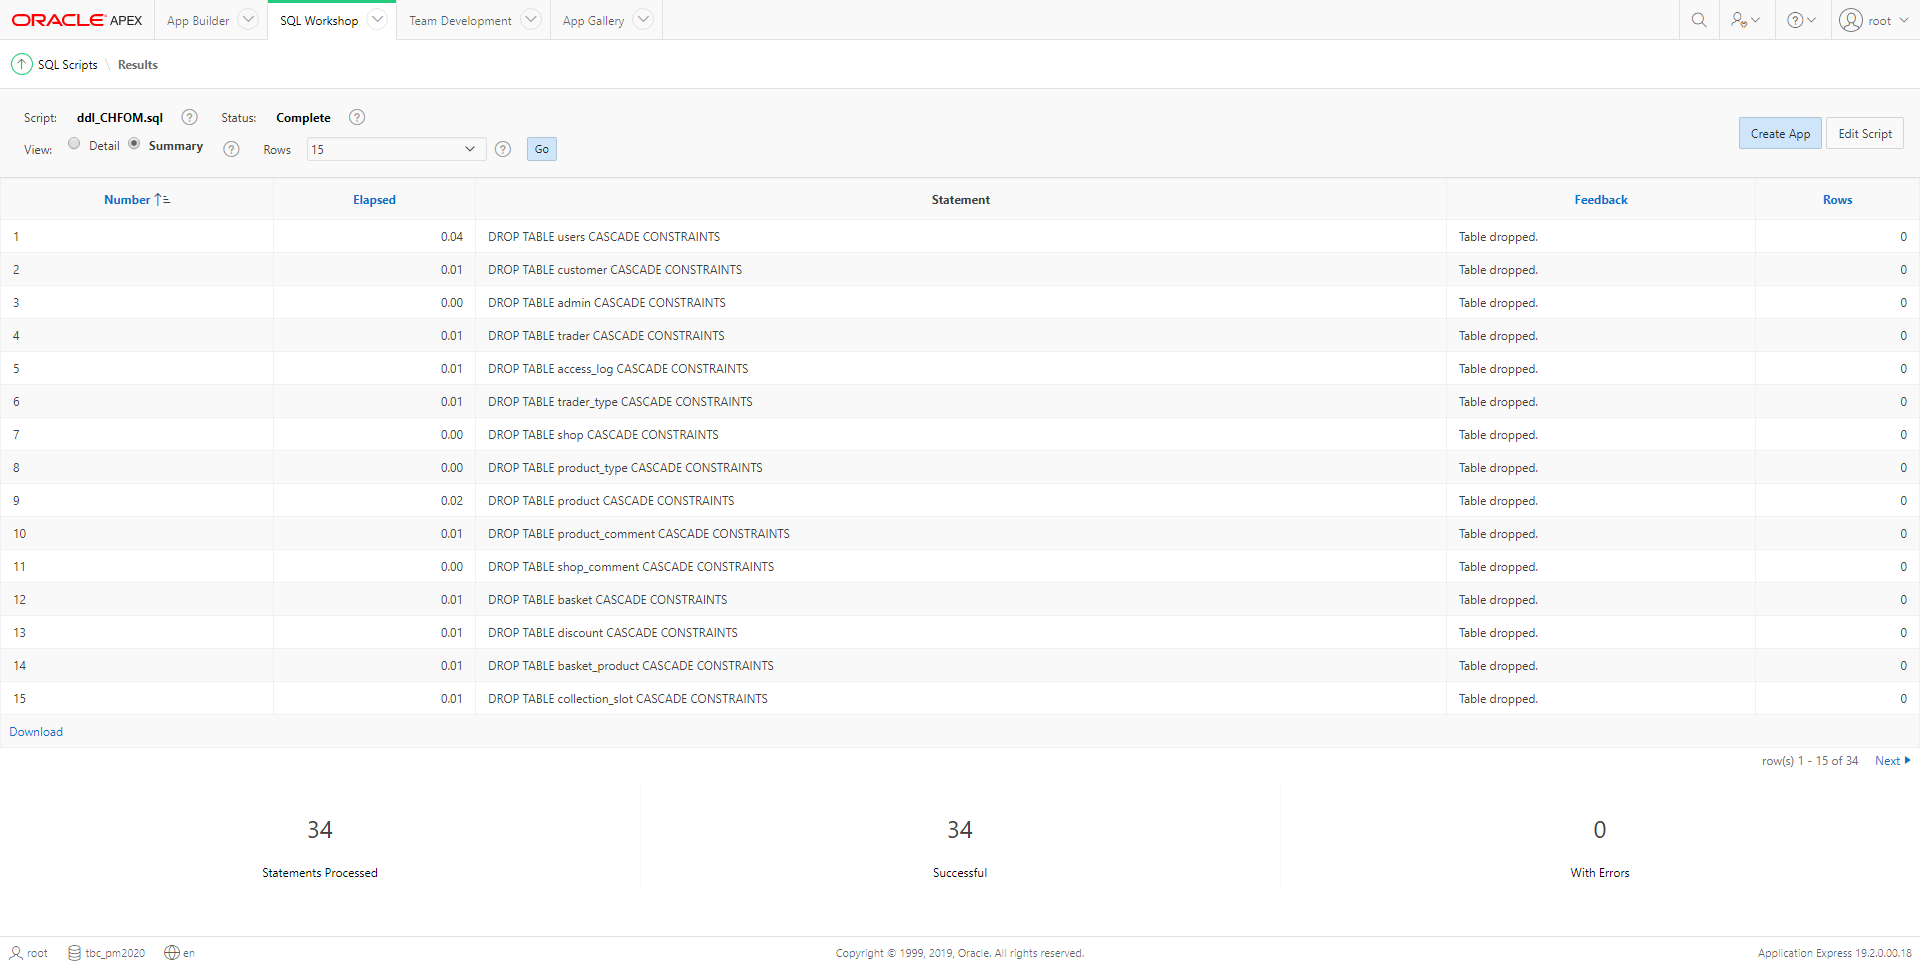 ORACLE APEX App Builder SQL Workshop Team Development App Gallery root
SQL Scripts \ Results
Script: ddl_CHFOM.sql ? Status: Complete ?
View: Detail Summary ? Rows 15 ? Go
Create App Edit Script
Number Elapsed Statement Feedback Rows
1 0.04 DROP TABLE users CASCADE CONSTRAINTS Table dropped. 0
2 0.01 DROP TABLE customer CASCADE CONSTRAINTS Table dropped. 0
3 0.00 DROP TABLE admin CASCADE CONSTRAINTS Table dropped. 0
4 0.01 DROP TABLE trader CASCADE CONSTRAINTS Table dropped. 0
5 0.01 DROP TABLE access_log CASCADE CONSTRAINTS Table dropped. 0
6 0.01 DROP TABLE trader_type CASCADE CONSTRAINTS Table dropped. 0
7 0.00 DROP TABLE shop CASCADE CONSTRAINTS Table dropped. 0
8 0.00 DROP TABLE product_type CASCADE CONSTRAINTS Table dropped. 0
9 0.02 DROP TABLE product CASCADE CONSTRAINTS Table dropped. 0
10 0.01 DROP TABLE product_comment CASCADE CONSTRAINTS Table dropped. 0
11 0.00 DROP TABLE shop_comment CASCADE CONSTRAINTS Table dropped. 0
12 0.01 DROP TABLE basket CASCADE CONSTRAINTS Table dropped. 0
13 0.01 DROP TABLE discount CASCADE CONSTRAINTS Table dropped. 0
14 0.01 DROP TABLE basket_product CASCADE CONSTRAINTS Table dropped. 0
15 0.01 DROP TABLE collection_slot CASCADE CONSTRAINTS Table dropped. 0
Download
row(s) 1 - 15 of 34 Next
34 34 0
Statements Processed Successful With Errors
root tbc_pm2020 en Copyright © 1999, 2019, Oracle. All rights reserved. Application Express 19.2.0.00.18